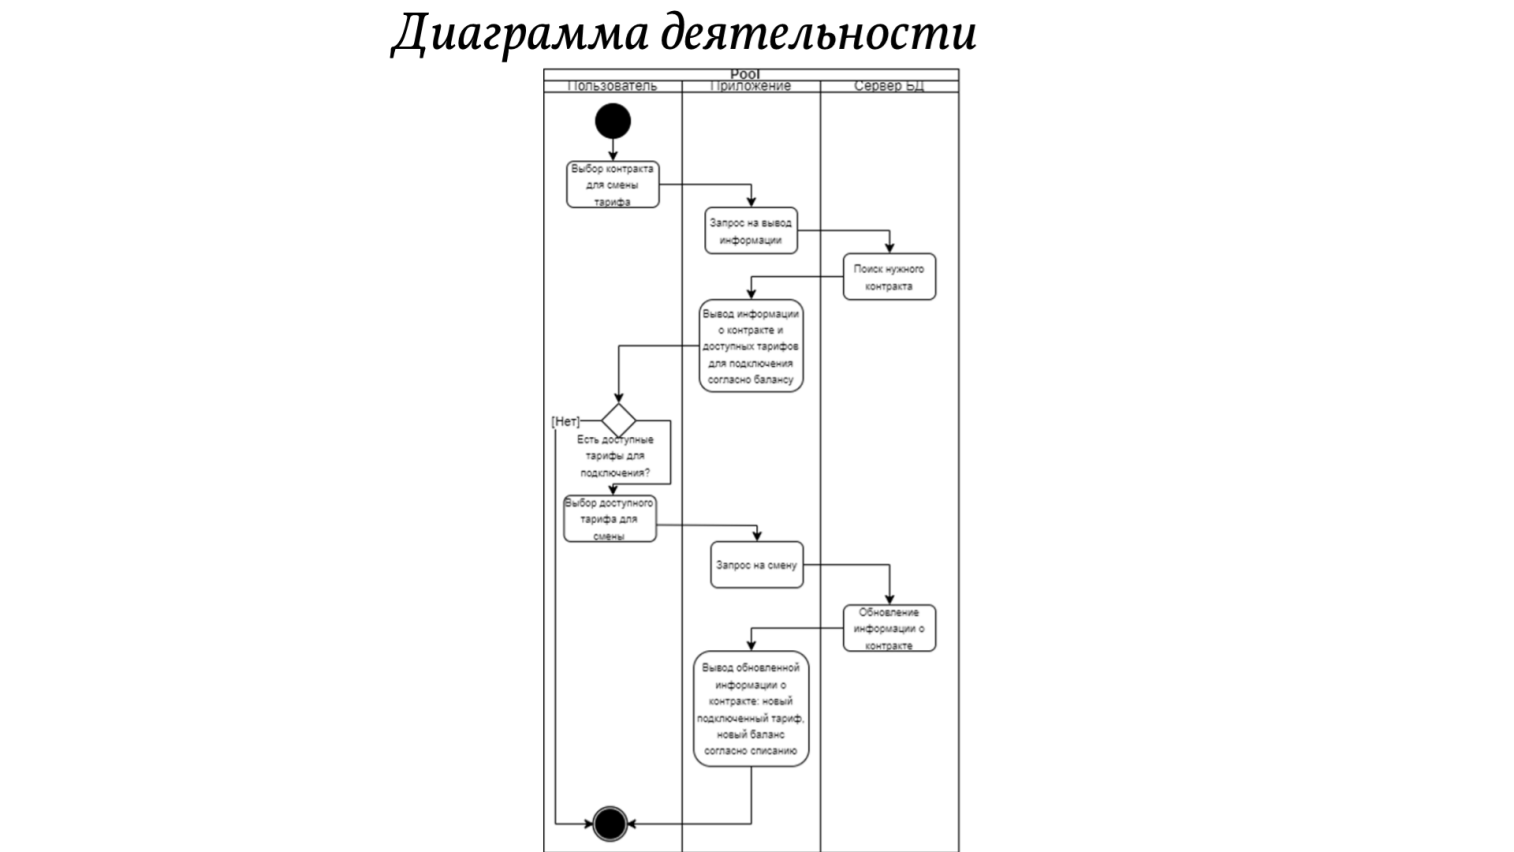 Диаграмма деятельности
Pool
Пользователь
Приложение
Сервер БД
Выбор контракта
для смены
тарифа
Запрос на вывод
информации
Поиск нужного
контракта
Вывод информации
о контракте и
доступных тарифов
для подключения
согласно балансу
[Нет]
Есть доступные
тарифы для
подключения?
Выбор доступного
тарифа для
смены
Запрос на смену
Обновление
информации о
контракте
Вывод обновленной
информации о
контракте: новый
подключенный тариф,
новый баланс
согласно списанию